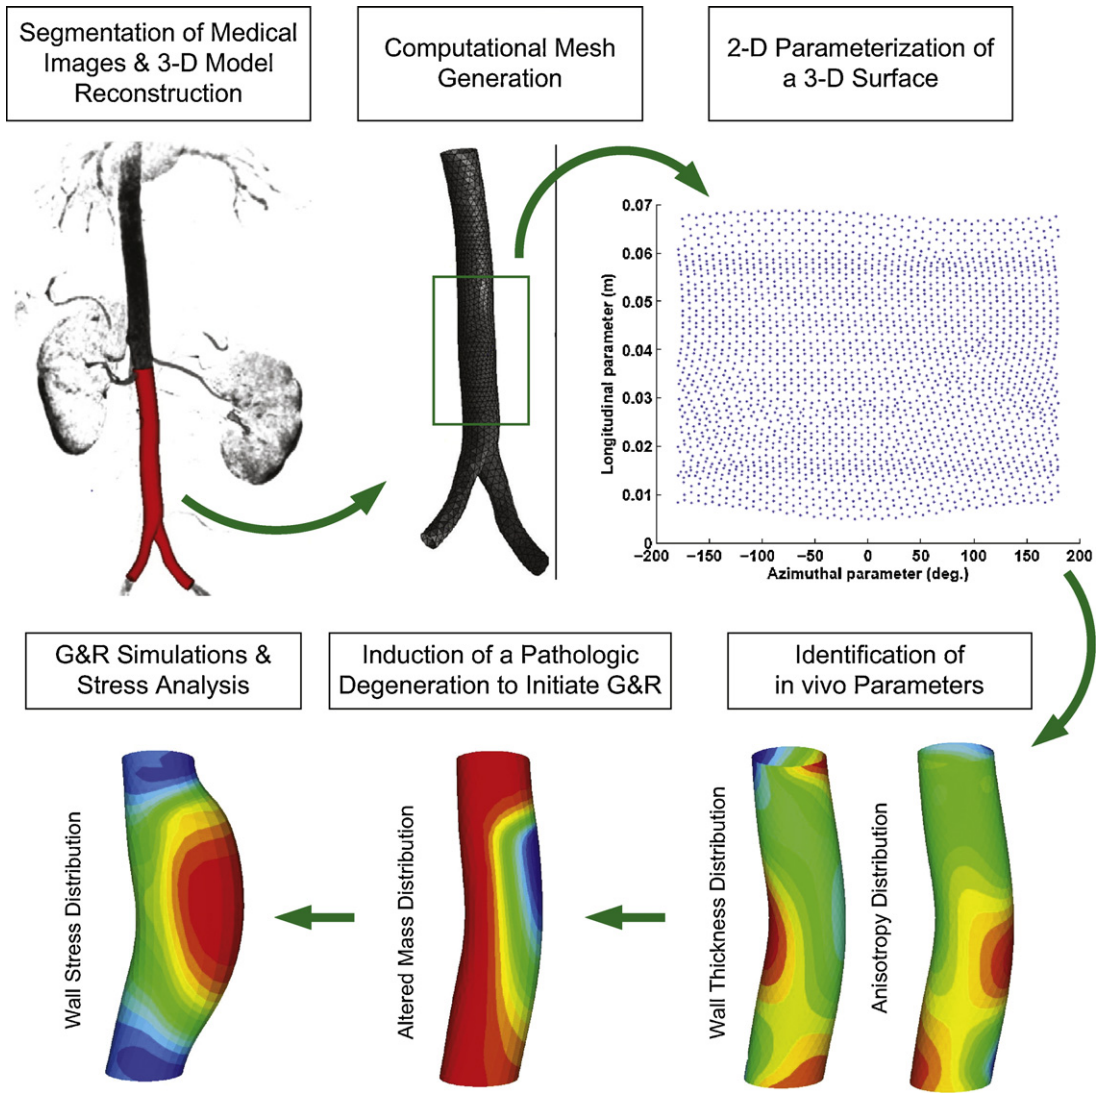 Segmentation of Medical
Images & 3-D Model
Reconstruction
Computational Mesh
Generation
2-D Parameterization of
a 3-D Surface
0.07
0.06
0.05
0.04
0.03
0.02
0.01
0
Longitudinal parameter (m)
−200 −150 −100 −50 0 50 100 150 200
Azimuthal parameter (deg.)
G&R Simulations &
Stress Analysis
Induction of a Pathologic
Degeneration to Initiate G&R
Identification of
in vivo Parameters
Wall Stress Distribution
Altered Mass Distribution
Wall Thickness Distribution
Anisotropy Distribution